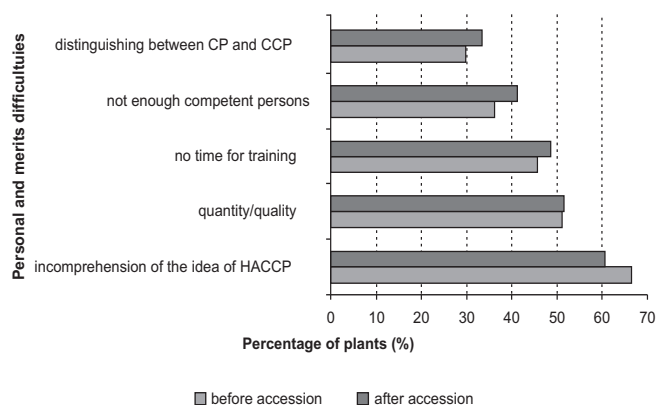 Personal and merits difficultuies
distinguishing between CP and CCP
not enough competent persons
no time for training
quantity/quality
incomprehension of the idea of HACCP
0 10 20 30 40 50 60 70
Percentage of plants (%)
before accession after accession